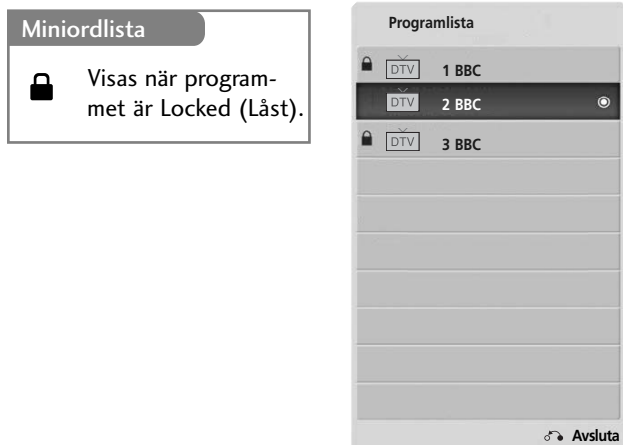 Miniordlista
Visas när program-
met är Locked (Låst).
Programlista
DTV 1 BBC
DTV 2 BBC
DTV 3 BBC
Avsluta